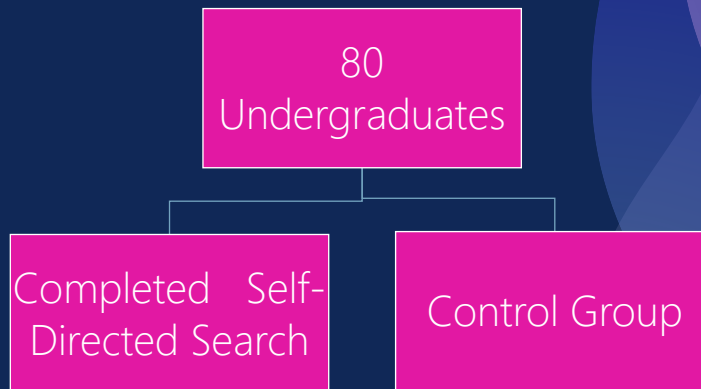 80
Undergraduates
Completed Self-
Directed Search
Control Group